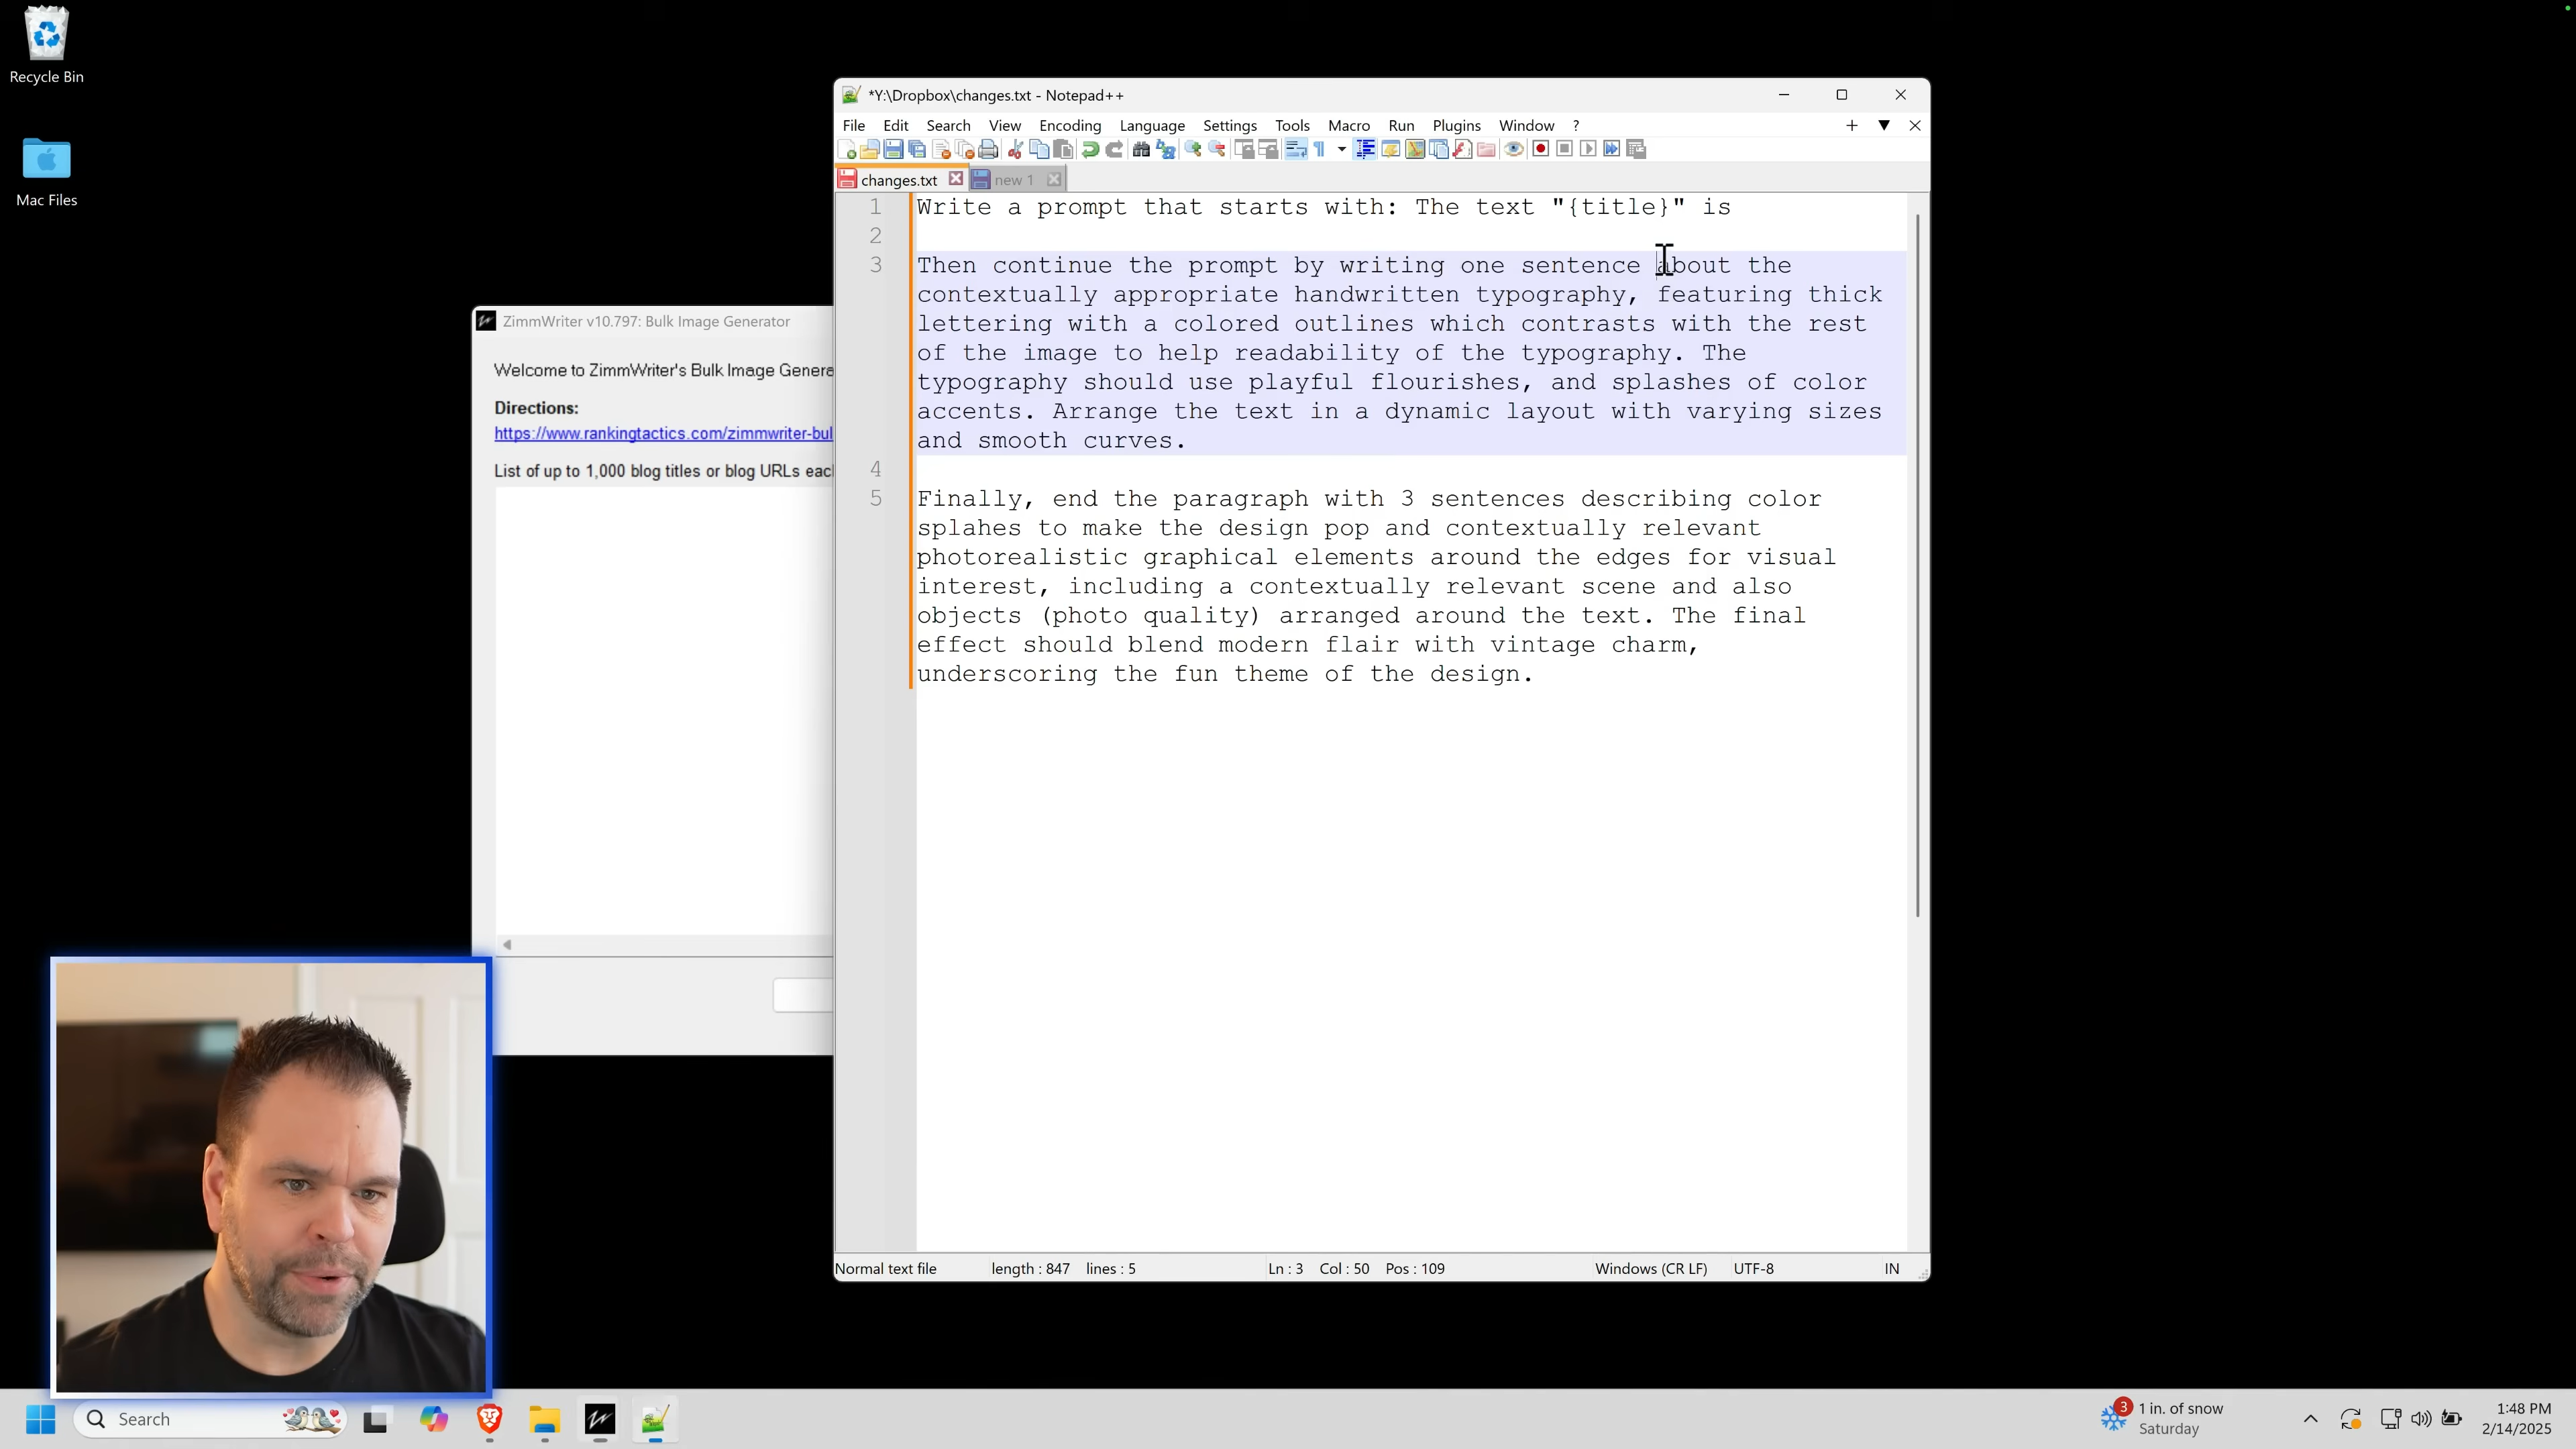 Recycle Bin
Mac Files
*Y:\Dropbox\changes.txt - Notepad++
File Edit Search View Encoding Language Settings Tools Macro Run Plugins Window ?
changes.txt new 1
1 Write a prompt that starts with: The text "{title}" is
2
3 Then continue the prompt by writing one sentence about the
contextually appropriate handwritten typography, featuring thick
lettering with a colored outlines which contrasts with the rest
of the image to help readability of the typography. The
typography should use playful flourishes, and splashes of color
accents. Arrange the text in a dynamic layout with varying sizes
and smooth curves.
4
5 Finally, end the paragraph with 3 sentences describing color
splahes to make the design pop and contextually relevant
photorealistic graphical elements around the edges for visual
interest, including a contextually relevant scene and also
objects (photo quality) arranged around the text. The final
effect should blend modern flair with vintage charm,
underscoring the fun theme of the design.
Normal text file length : 847 lines : 5 Ln : 3 Col : 50 Pos : 109 Windows (CR LF) UTF-8 IN
ZimmWriter v10.797: Bulk Image Generator
Welcome to ZimmWriter's Bulk Image Genera
Directions:
https://www.rankingtactics.com/zimmwriter-bul
List of up to 1,000 blog titles or blog URLs eac
Search
3
1 in. of snow
Saturday
1:48 PM
2/14/2025